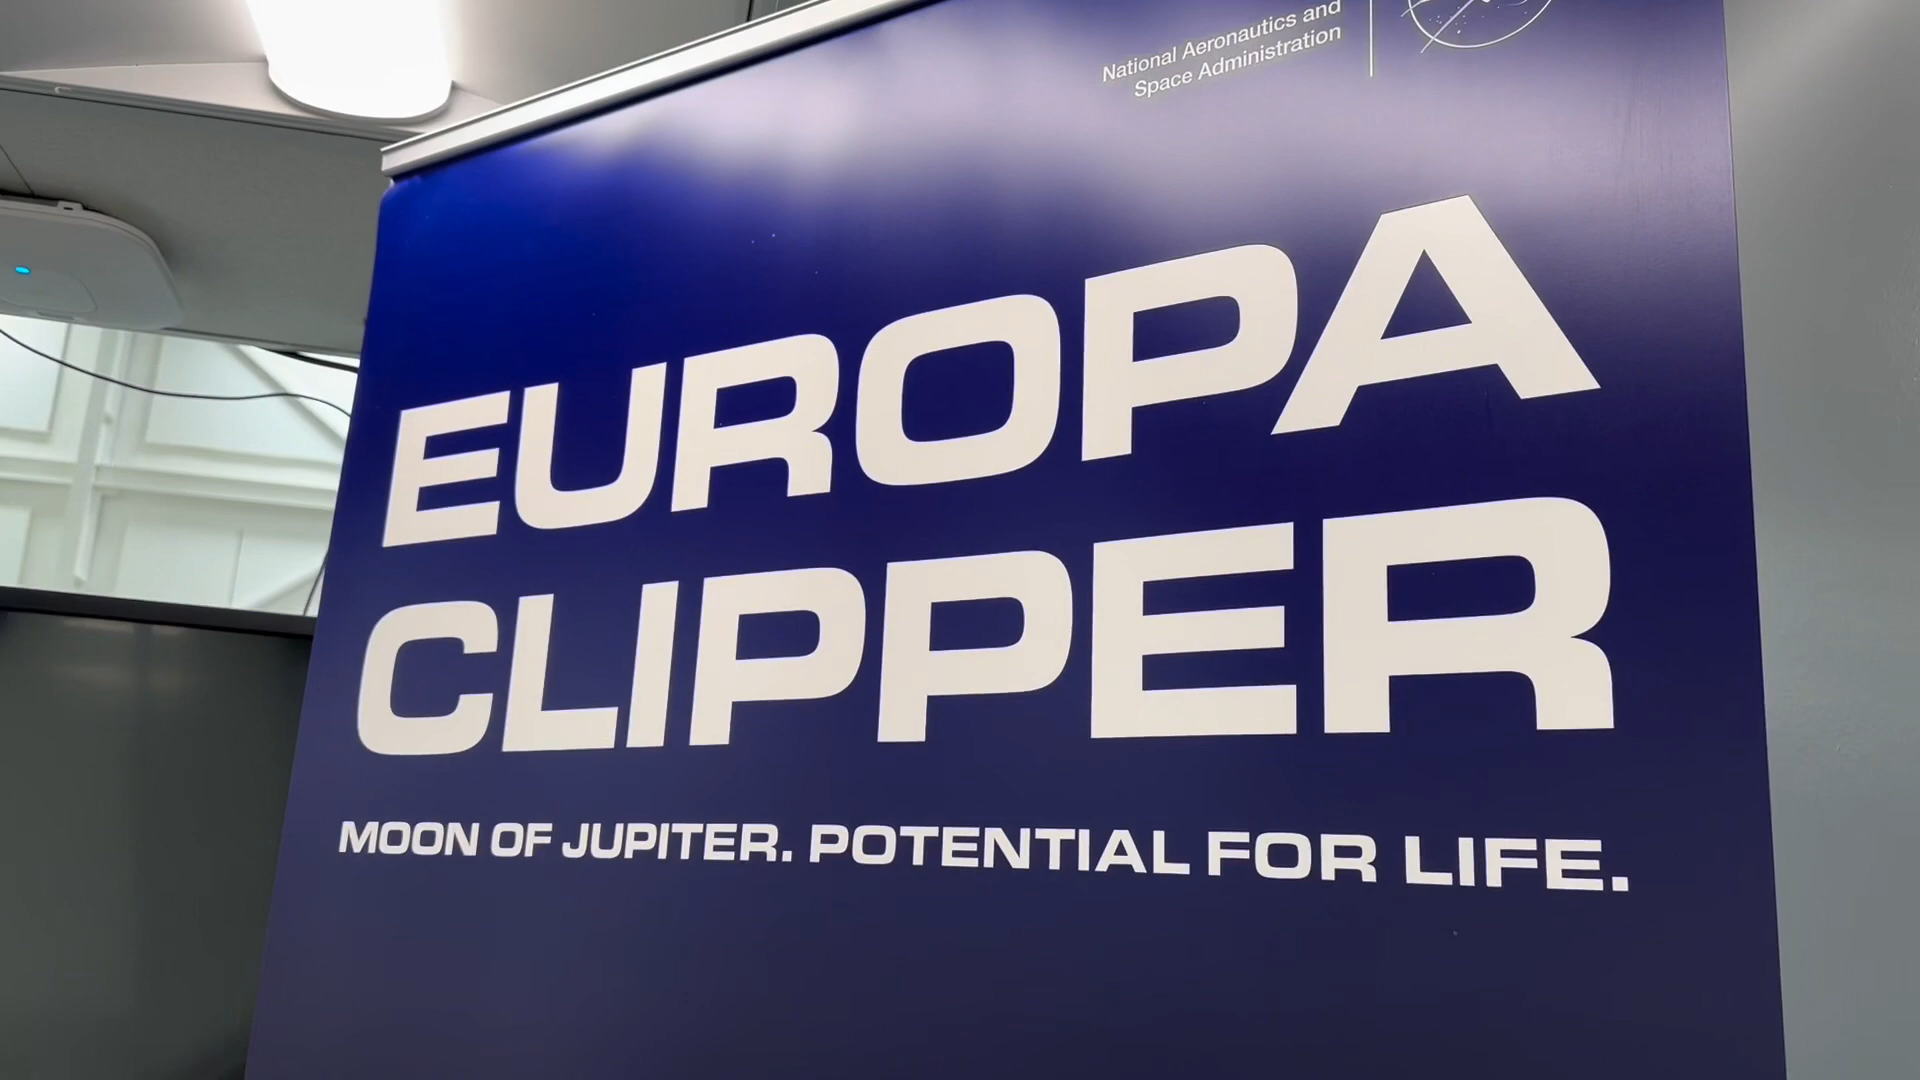 National Aeronautics and
Space Administration
EUROPA
CLIPPER
MOON OF JUPITER. POTENTIAL FOR LIFE.